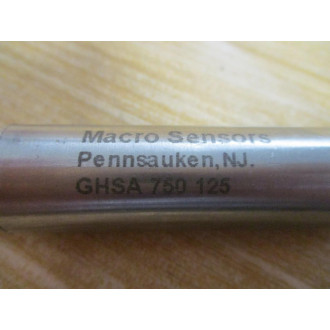 Macro Sensors
Pennsauken, NJ.
GHSA 750 125